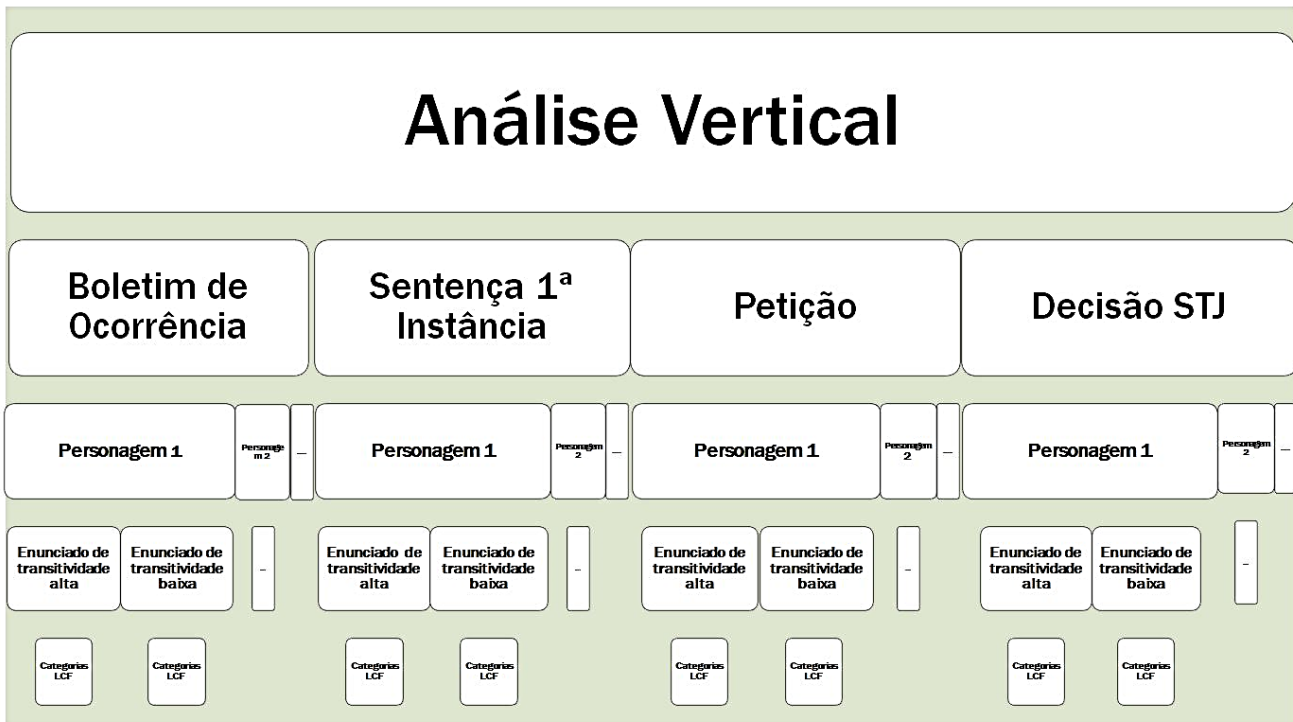 Análise Vertical
Boletim de
Ocorrência
Sentença 1ª
Instância
Petição
Decisão STJ
Personagem 1
Personage
m 2
...
Personagem 1
Personagem
2
...
Personagem 1
Personagem
2
...
Personagem 1
Personagem
2
...
Enunciado de
transitividade
alta
Enunciado de
transitividade
baixa
...
Enunciado de
transitividade
alta
Enunciado de
transitividade
baixa
...
Enunciado de
transitividade
alta
Enunciado de
transitividade
baixa
...
Enunciado de
transitividade
alta
Enunciado de
transitividade
baixa
...
Categorias
LCF
Categorias
LCF
Categorias
LCF
Categorias
LCF
Categorias
LCF
Categorias
LCF
Categorias
LCF
Categorias
LCF